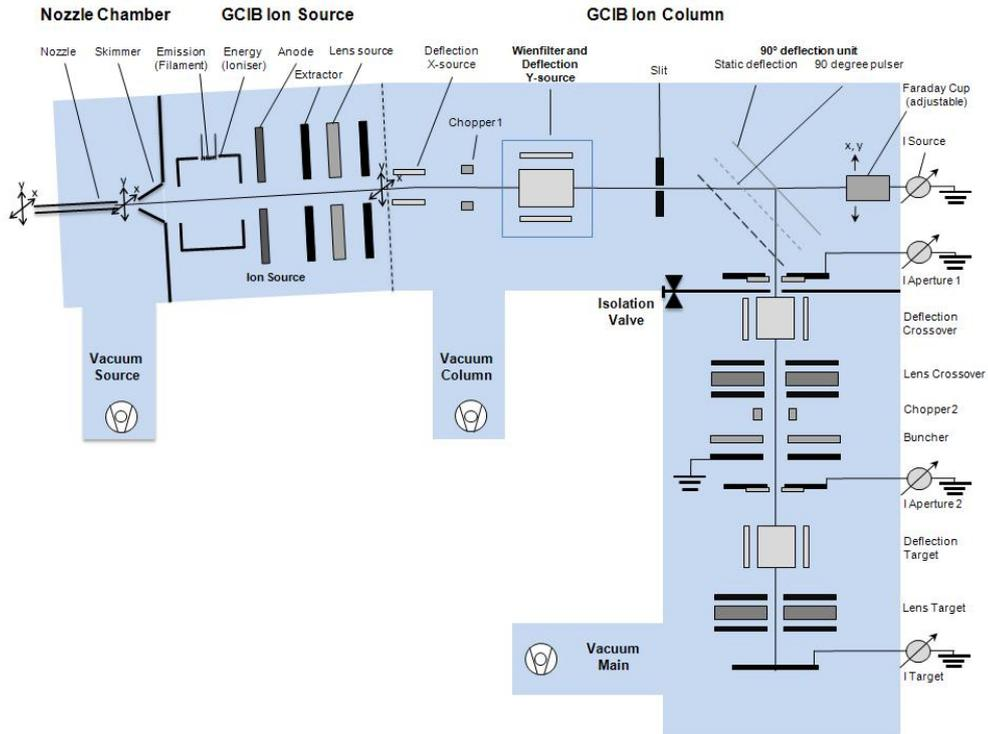 Nozzle Chamber
GCIB Ion Source
GCIB Ion Column
Nozzle
Skimmer
Emission
(Filament)
Energy
(Ioniser)
Anode
Extractor
Lens source
Deflection
X-source
Chopper1
Wienfilter and
Deflection
Y-source
Slit
90° deflection unit
Static deflection
90 degree pulser
Faraday Cup
(adjustable)
I Source
x, y
y
x
y
x
y
x
Ion Source
I Aperture 1
Isolation
Valve
Deflection
Crossover
Vacuum
Source
Vacuum
Column
Lens Crossover
Chopper2
Buncher
I Aperture 2
Deflection
Target
Lens Target
Vacuum
Main
I Target